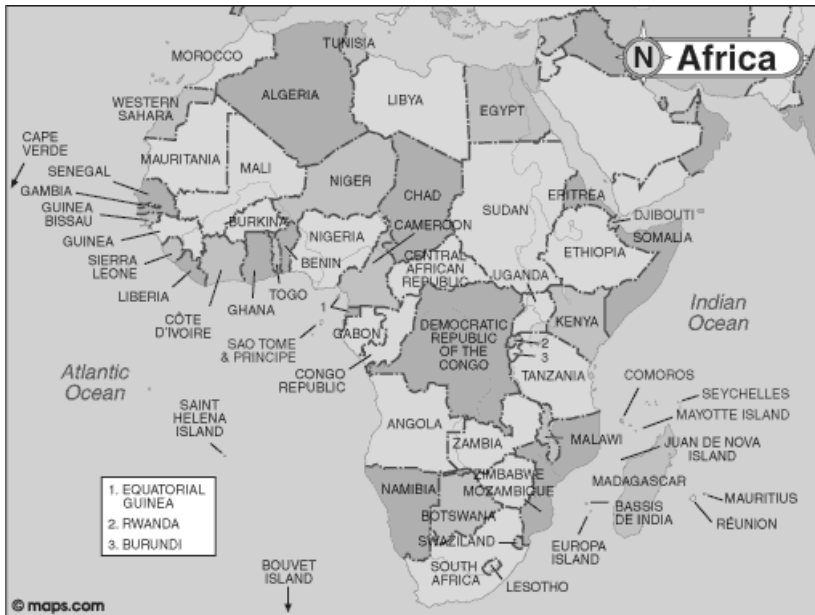 N Africa
TUNISIA
MOROCCO
ALGERIA
LIBYA
EGYPT
WESTERN
SAHARA
CAPE
VERDE
MAURITANIA
MALI
NIGER
CHAD
SUDAN
ERITREA
SENEGAL
GAMBIA
GUINEA
BISSAU
GUINEA
SIERRA
LEONE
LIBERIA
CÔTE
D'IVOIRE
GHANA
TOGO
BENIN
BURKINA
NIGERIA
CAMEROON
CENTRAL
AFRICAN
REPUBLIC
DJIBOUTI
SOMALIA
ETHIOPIA
UGANDA
KENYA
Indian
Ocean
1
GABON
SAO TOME
& PRINCIPE
CONGO
REPUBLIC
DEMOCRATIC
REPUBLIC
OF THE
CONGO
2
3
TANZANIA
Atlantic
Ocean
SAINT
HELENA
ISLAND
COMOROS
SEYCHELLES
MAYOTTE ISLAND
JUAN DE NOVA
ISLAND
ANGOLA
ZAMBIA
MALAWI
MADAGASCAR
ZIMBABWE
MOZAMBIQUE
NAMIBIA
BOTSWANA
BASSIS
DE INDIA
MAURITIUS
RÉUNION
EUROPA
ISLAND
SWAZILAND
SOUTH
AFRICA
LESOTHO
BOUVET
ISLAND
1. EQUATORIAL
GUINEA
2. RWANDA
3. BURUNDI
© maps.com